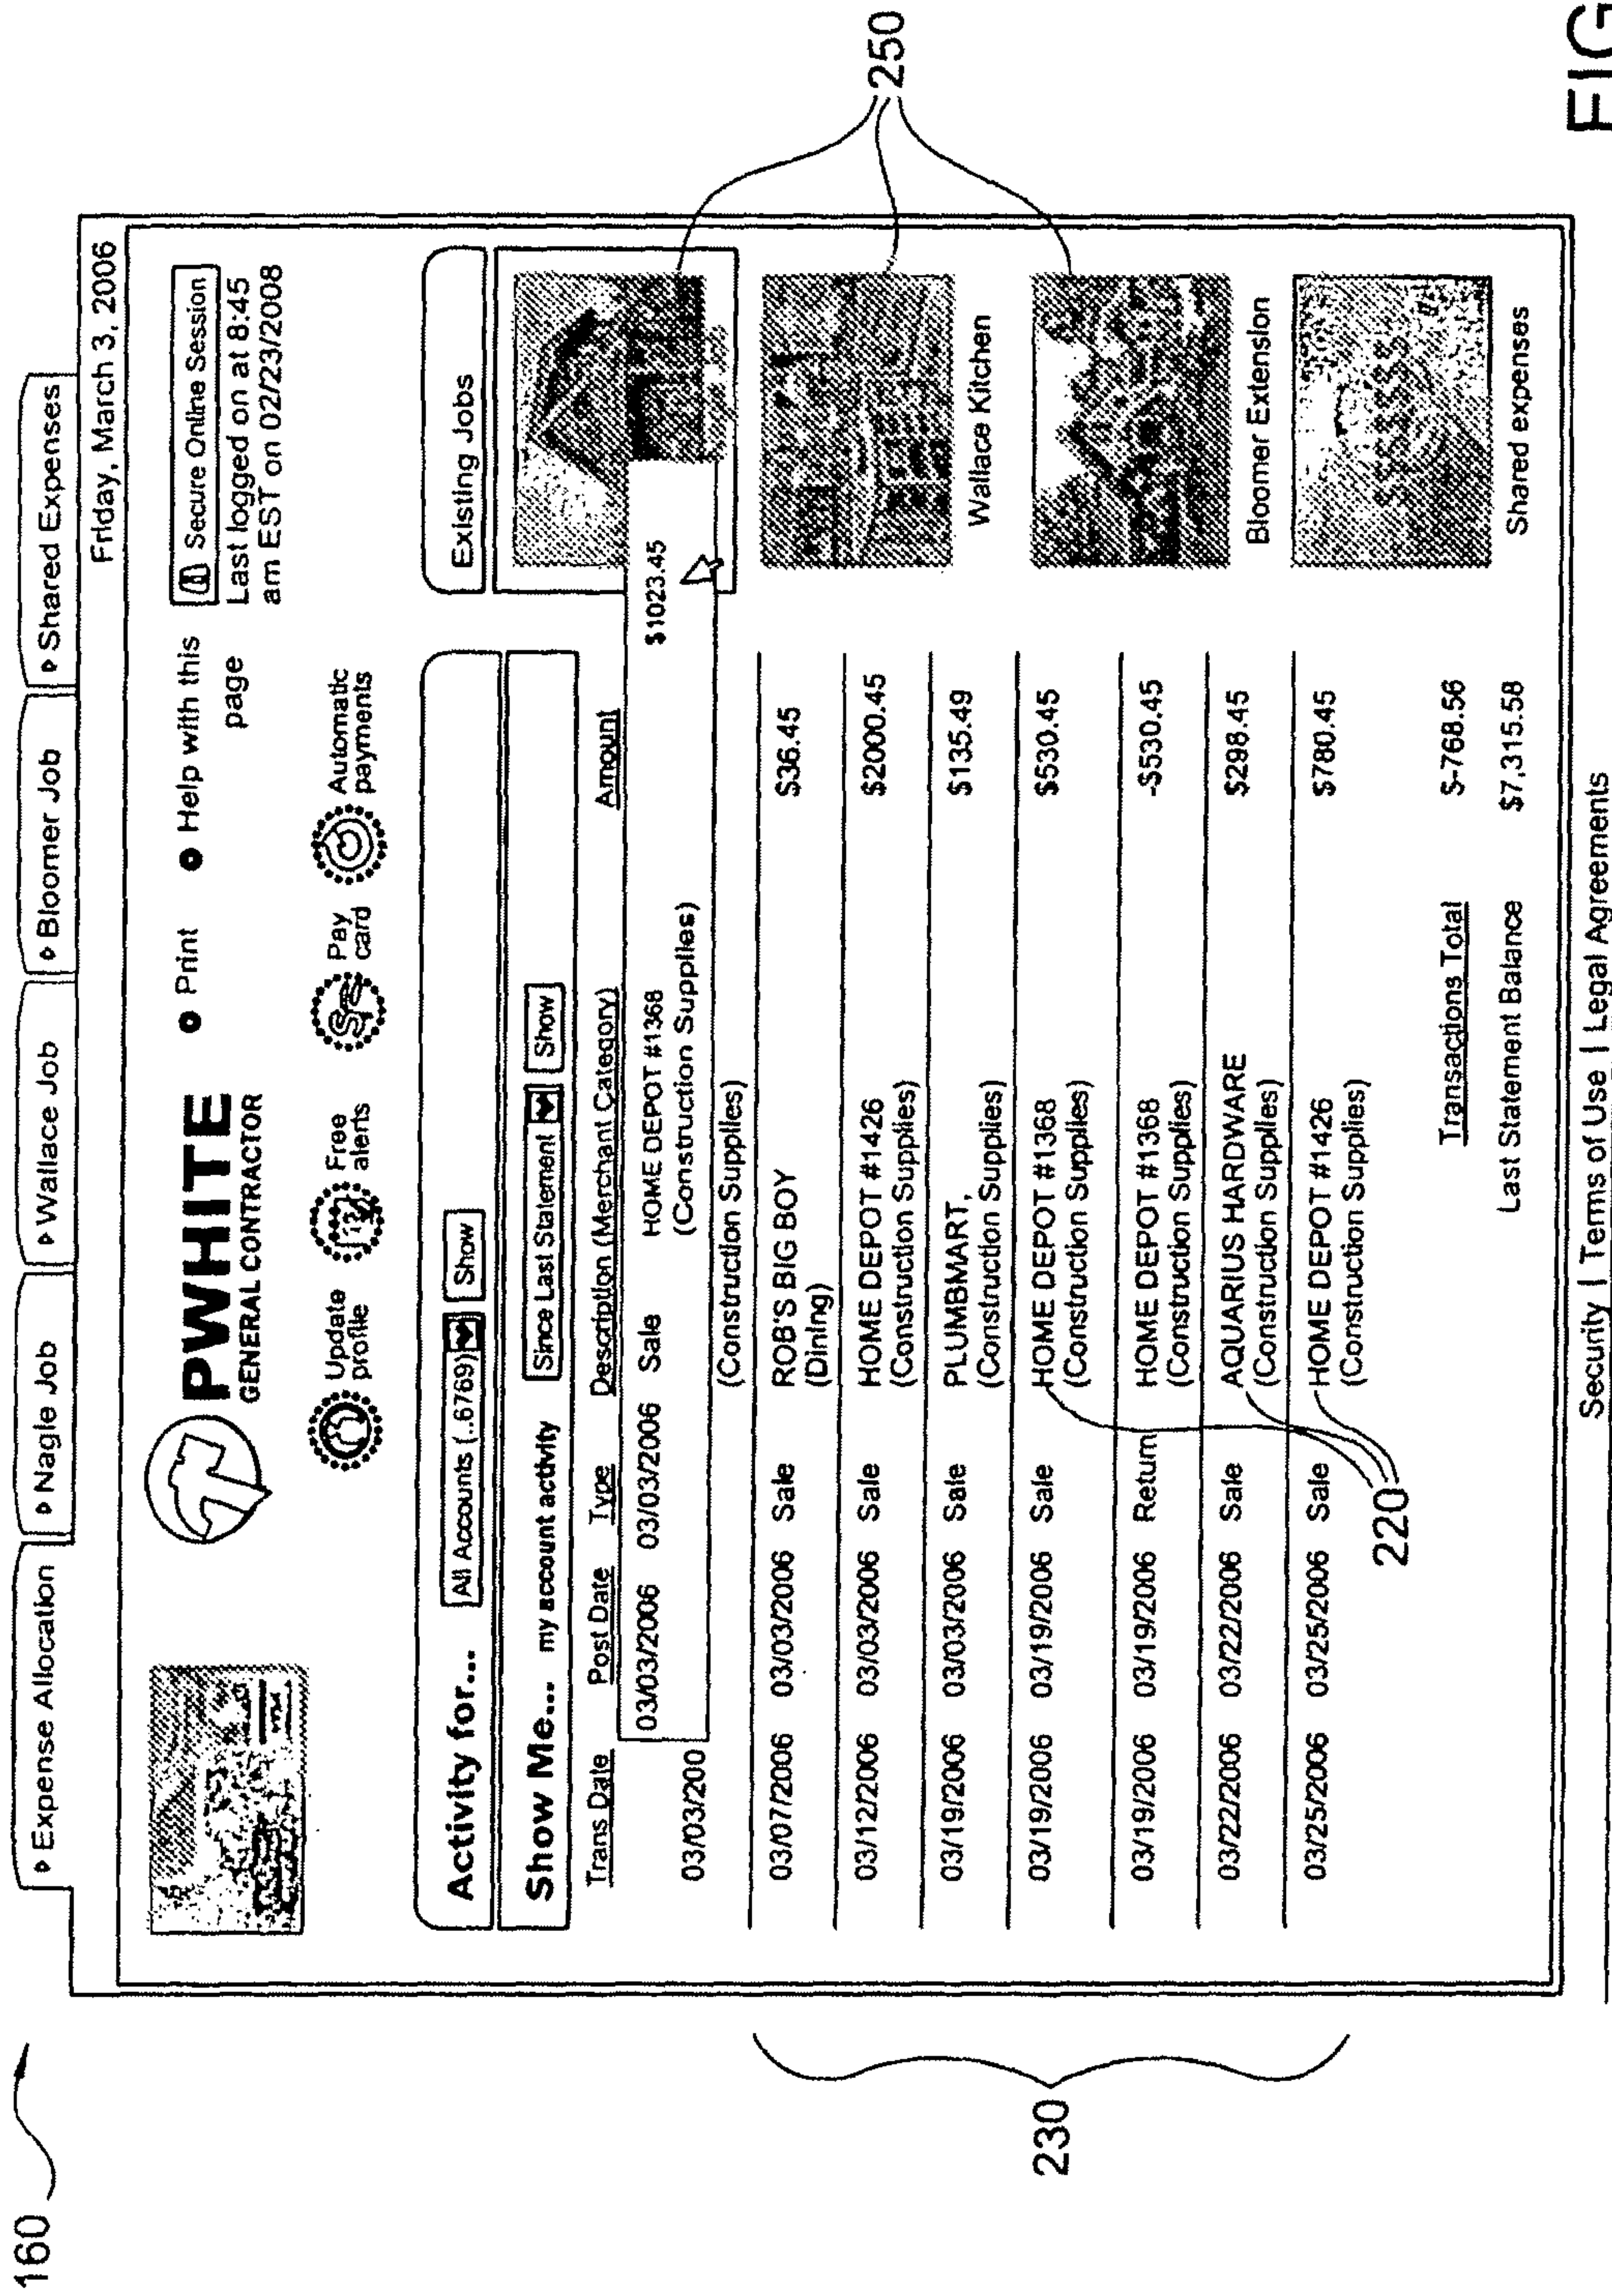 160
Expense Allocation
Nagle Job
Wallace Job
Bloomer Job
Shared Expenses
Friday, March 3, 2006
PWHITE
GENERAL CONTRACTOR
Print
Help with this
page
Secure Online Session
Last logged on at 8:45
am EST on 02/23/2008
Update
profile
Free
alerts
Pay
card
Automatic
payments
Activity for... All Accounts (..6769) Show
Existing Jobs
Show Me... my account activity Since Last Statement Show
Trans Date Post Date Type Description (Merchant Category) Amount
03/03/2006 03/03/2006 Sale HOME DEPOT #1368 $1023.45
(Construction Supplies)
03/03/200
(Construction Supplies)
03/07/2006 03/03/2006 Sale ROB'S BIG BOY $36.45
(Dining)
03/12/2006 03/03/2006 Sale HOME DEPOT #1426 $2000.45
(Construction Supplies)
03/19/2006 03/03/2006 Sale PLUMBMART, $135.49
(Construction Supplies)
03/19/2006 03/19/2006 Sale HOME DEPOT #1368 $530.45
(Construction Supplies)
03/19/2006 03/19/2006 Return HOME DEPOT #1368 -$530.45
(Construction Supplies)
03/22/2006 03/22/2006 Sale AQUARIUS HARDWARE $298.45
(Construction Supplies)
03/25/2006 03/25/2006 Sale HOME DEPOT #1426 $780.45
(Construction Supplies)
Wallace Kitchen
Bloomer Extension
Shared expenses
250
230
220
Transactions Total $-768.56
Last Statement Balance $7,315.58
Security | Terms of Use | Legal Agreements
FIG